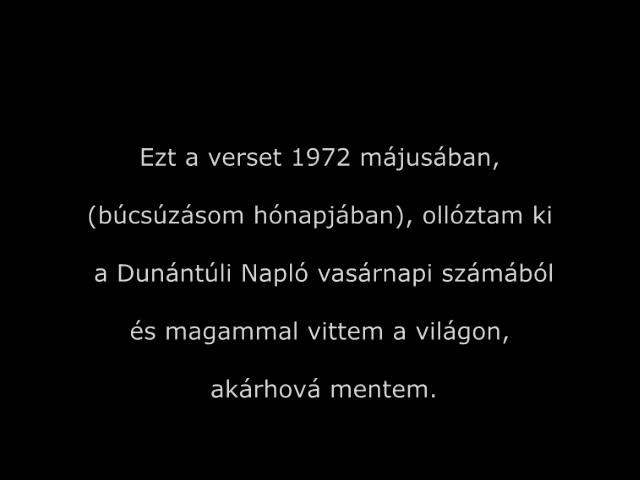 Ezt a verset 1972 májusában,
(búcsúzásom hónapjában), ollóztam ki
a Dunántúli Napló vasárnapi számából
és magammal vittem a világon,
akárhová mentem.